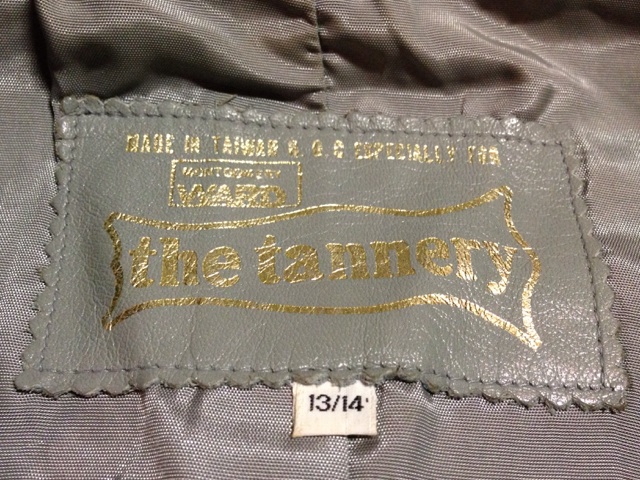 MADE IN TAIWAN R.O.C ESPECIALLY FOR
MONTGOMERY
WARD
the tannery
13/14